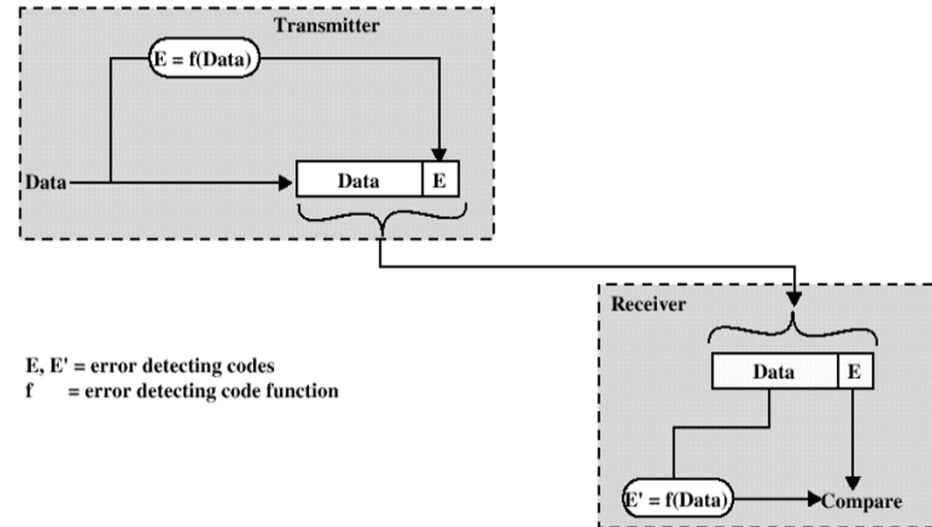 Transmitter
E = f(Data)
Data
Data E
Receiver
E, E' = error detecting codes
f = error detecting code function
Data E
E' = f(Data)
Compare